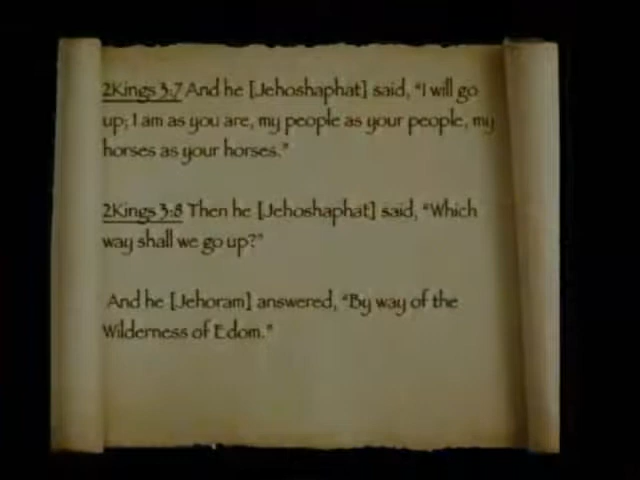 2Kings 3:7 And he [Jehoshaphat] said, "I will go
up; I am as you are, my people as your people, my
horses as your horses."
2Kings 3:8 Then he [Jehoshaphat] said, "Which
way shall we go up?"
And he [Jehoram] answered, "By way of the
Wilderness of Edom."